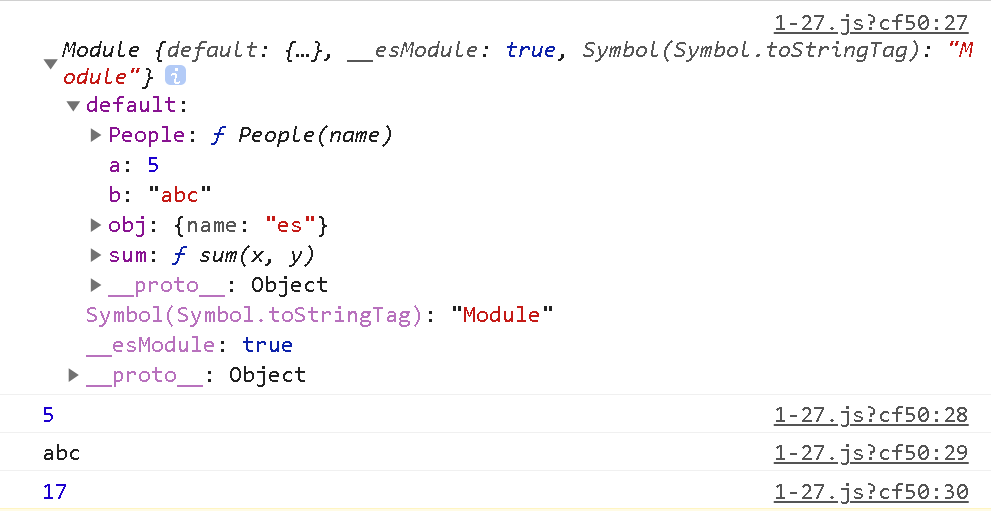 1-27.js?cf50:27
Module {default: {…}, __esModule: true, Symbol(Symbol.toStringTag): "M
odule"} i
default:
People: ƒ People(name)
a: 5
b: "abc"
obj: {name: "es"}
sum: ƒ sum(x, y)
__proto__: Object
Symbol(Symbol.toStringTag): "Module"
__esModule: true
__proto__: Object
5 1-27.js?cf50:28
abc 1-27.js?cf50:29
17 1-27.js?cf50:30